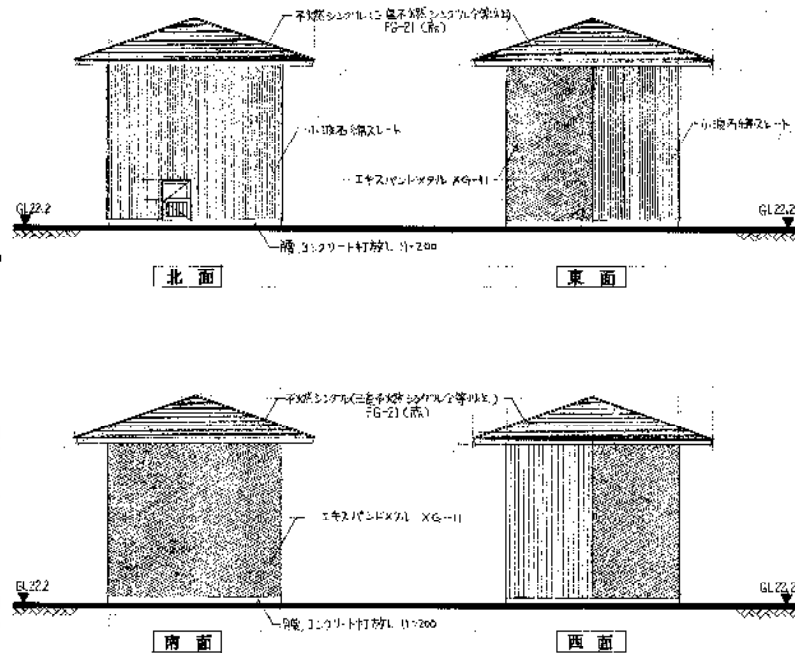 不燃シングル(三星不燃シングル同等以上)
FG-21 (赤)
小波石綿スレート
小波石綿スレート
エキスパンドメタル XG-11
GL22.2
GL22.2
腰, コンクリート打放し H=200
北 面
東 面
不燃シングル(三星不燃シングル同等以上)
FG-21 (赤)
エキスパンドメタル XG-11
GL22.2
GL22.2
腰, コンクリート打放し H=200
南 面
西 面